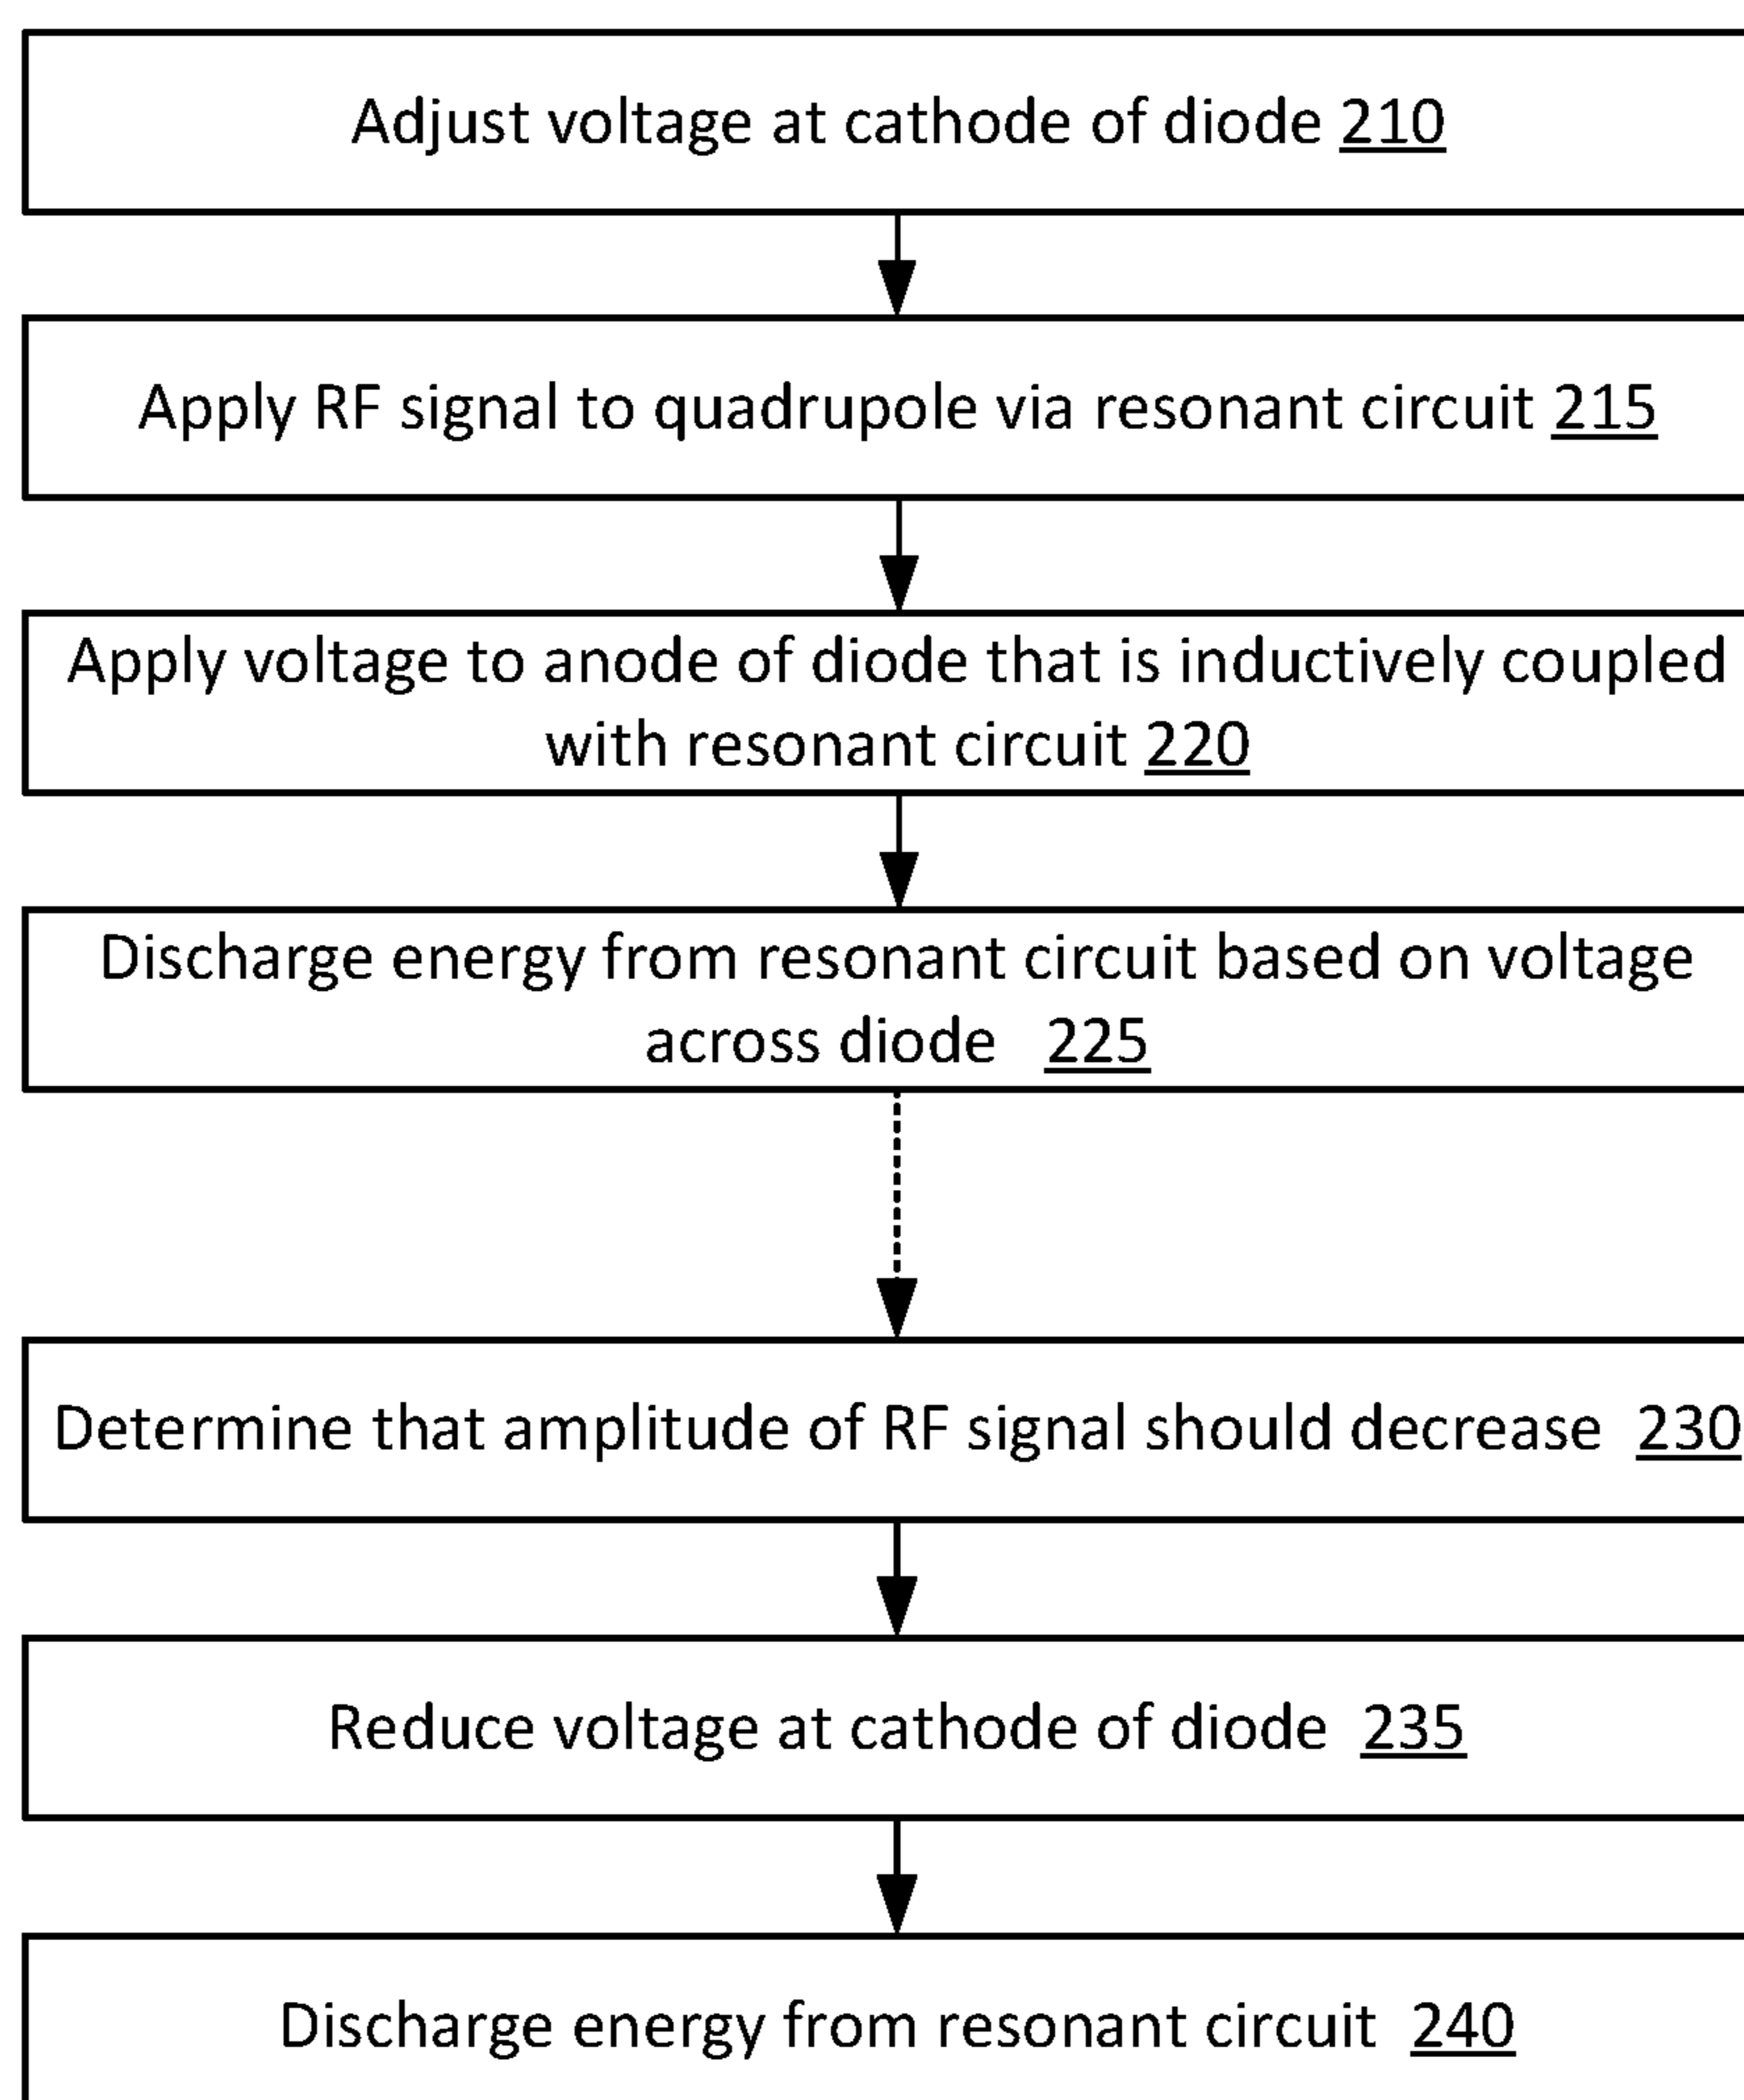 Adjust voltage at cathode of diode 210
Apply RF signal to quadrupole via resonant circuit 215
Apply voltage to anode of diode that is inductively coupled
with resonant circuit 220
Discharge energy from resonant circuit based on voltage
across diode 225
Determine that amplitude of RF signal should decrease 230
Reduce voltage at cathode of diode 235
Discharge energy from resonant circuit 240